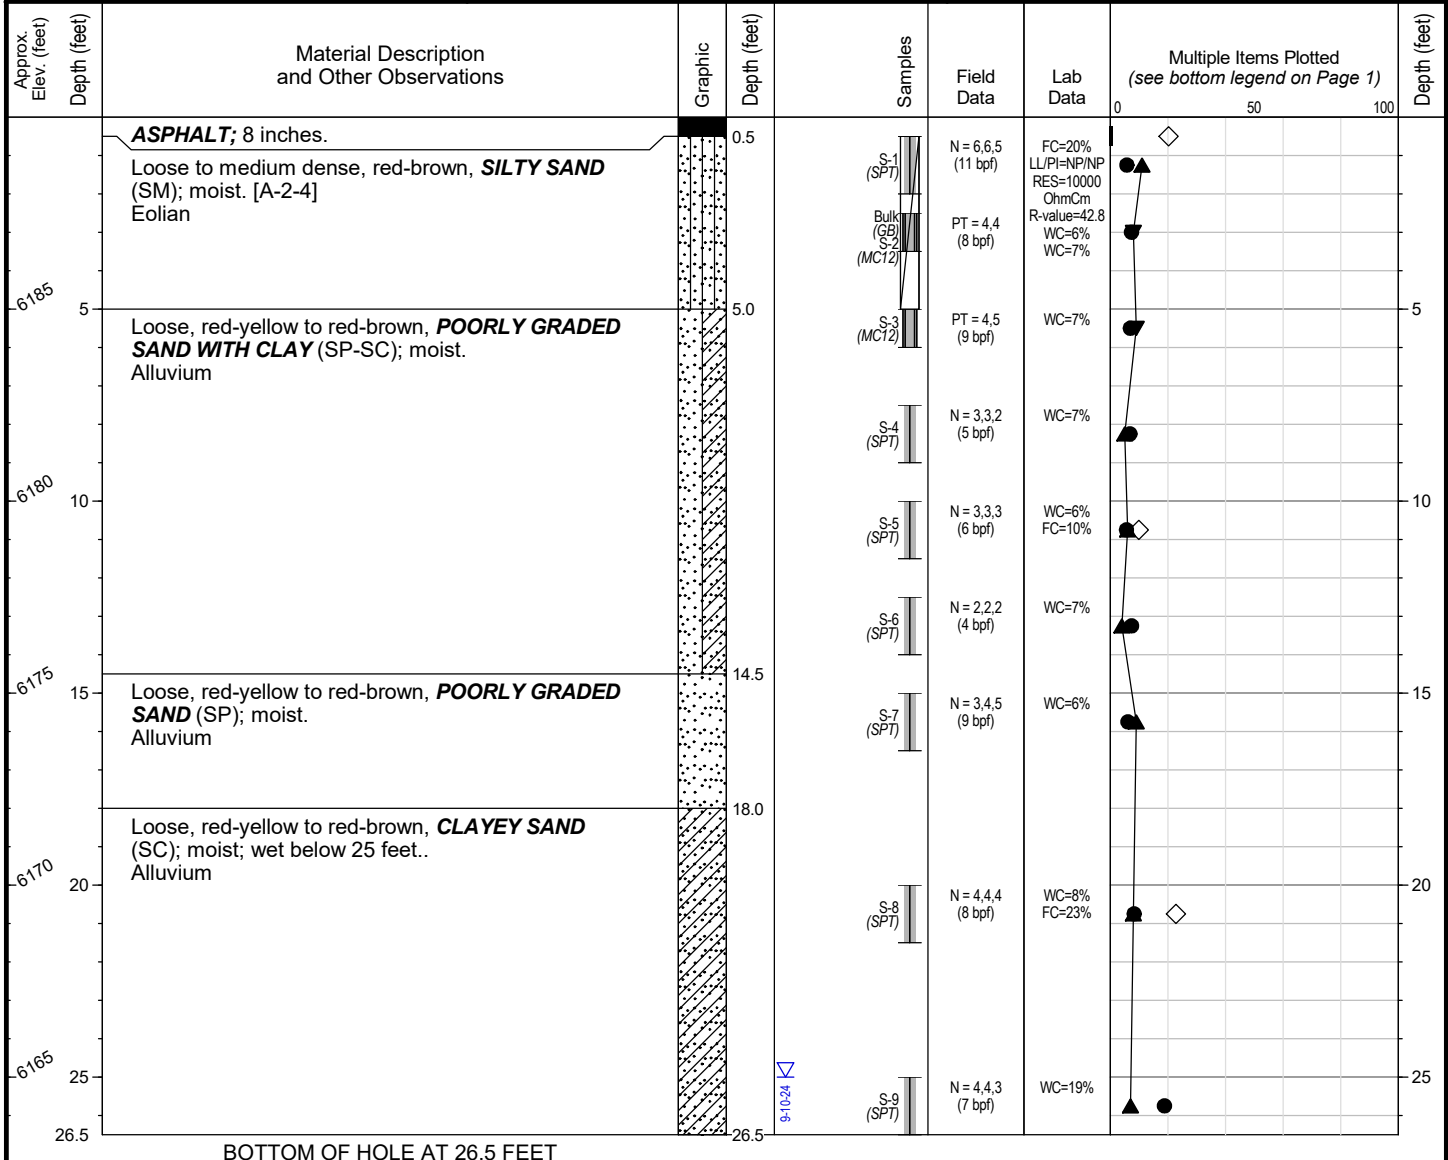 Approx.
Elev. (feet)
Depth (feet)
Material Description
and Other Observations
Graphic
Depth (feet)
Samples
Field
Data
Lab
Data
Multiple Items Plotted
(see bottom legend on Page 1)
0 50 100
Depth (feet)
ASPHALT; 8 inches.
0.5
Loose to medium dense, red-brown, SILTY SAND
(SM); moist. [A-2-4]
Eolian
S-1
(SPT)
N = 6,6,5
(11 bpf)
FC=20%
LL/PI=NP/NP
RES=10000
OhmCm
R-value=42.8
WC=6%
WC=7%
Bulk
(GB)
S-2
(MC12)
PT = 4,4
(8 bpf)
6185
5
5.0
5
Loose, red-yellow to red-brown, POORLY GRADED
SAND WITH CLAY (SP-SC); moist.
Alluvium
S-3
(MC12)
PT = 4,5
(9 bpf)
WC=7%
S-4
(SPT)
N = 3,3,2
(5 bpf)
WC=7%
6180
10
10
S-5
(SPT)
N = 3,3,3
(6 bpf)
WC=6%
FC=10%
S-6
(SPT)
N = 2,2,2
(4 bpf)
WC=7%
6175
14.5
15
15
Loose, red-yellow to red-brown, POORLY GRADED
SAND (SP); moist.
Alluvium
S-7
(SPT)
N = 3,4,5
(9 bpf)
WC=6%
18.0
Loose, red-yellow to red-brown, CLAYEY SAND
(SC); moist; wet below 25 feet..
Alluvium
6170
20
20
S-8
(SPT)
N = 4,4,4
(8 bpf)
WC=8%
FC=23%
6165
25
25
9-10-24
S-9
(SPT)
N = 4,4,3
(7 bpf)
WC=19%
26.5
26.5
BOTTOM OF HOLE AT 26.5 FEET